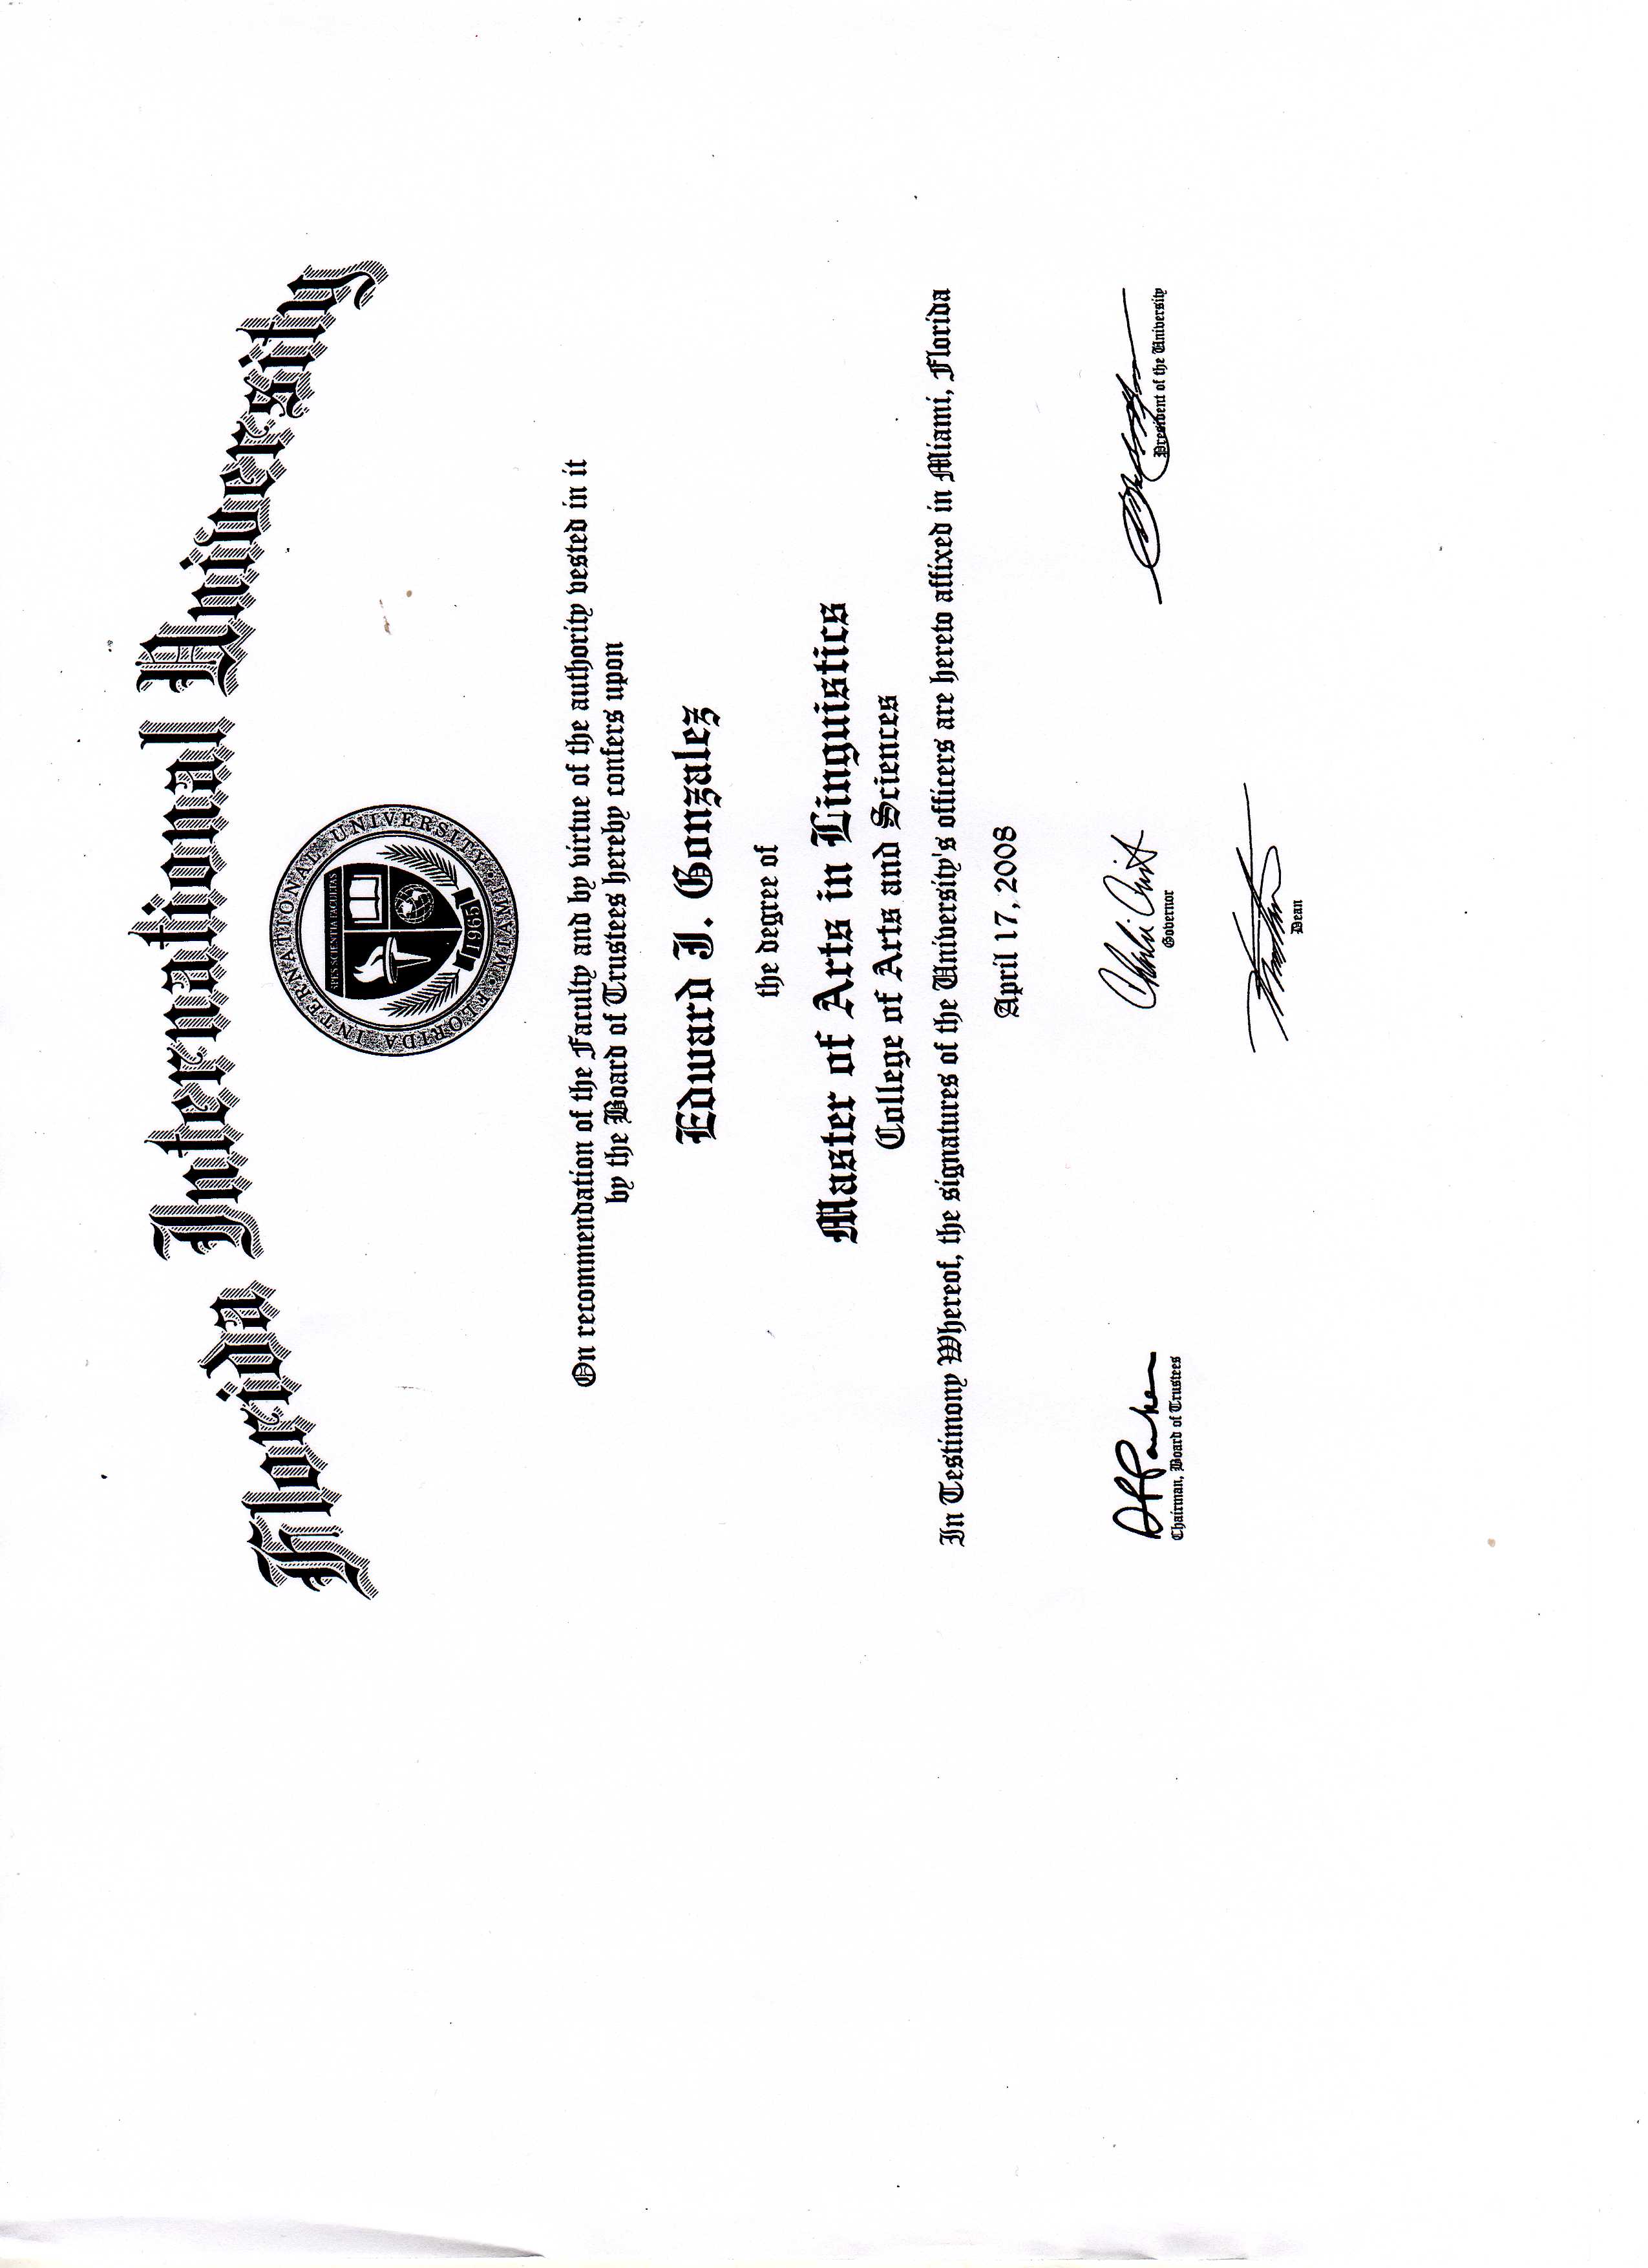 Florida International University
FLORIDA INTERNATIONAL UNIVERSITY
MIAMI
SPES SCIENTIA FACULTAS
1965
On recommendation of the Faculty and by virtue of the authority vested in it
by the Board of Trustees hereby confers upon
Edward J. Gonzalez
the degree of
Master of Arts in Linguistics
College of Arts and Sciences
In Testimony Whereof, the signatures of the University's officers are hereto affixed in Miami, Florida
April 17, 2008
Chairman, Board of Trustees
Governor
President of the University
Dean